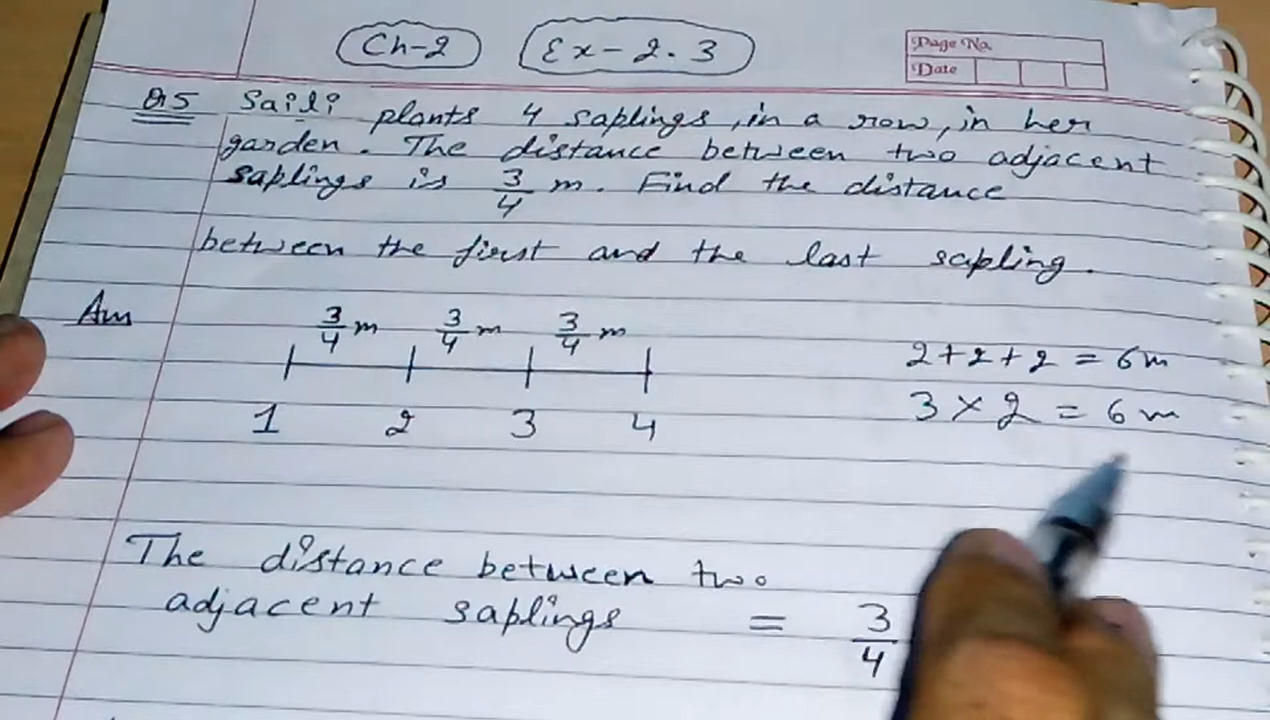 Ch-2 Ex-2.3
Page No.
Date
Q5 Saili plants 4 saplings, in a row, in her
garden. The distance between two adjacent
saplings is 3/4 m. Find the distance
between the first and the last sapling.
Ans
3/4 m 3/4 m 3/4 m
1 2 3 4
2+2+2 = 6m
3 × 2 = 6m
The distance between two
adjacent saplings = 3/4